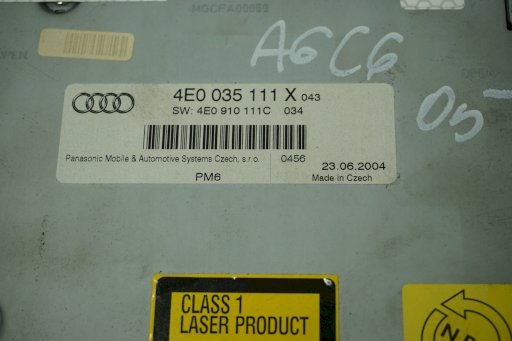 MGCFA00059
A6C6
05-
4E0 035 111 X 043
SW: 4E0 910 111C 034
Panasonic Mobile & Automotive Systems Czech, s.r.o. 0456
23.06.2004
PM6 Made in Czech
CLASS 1
LASER PRODUCT